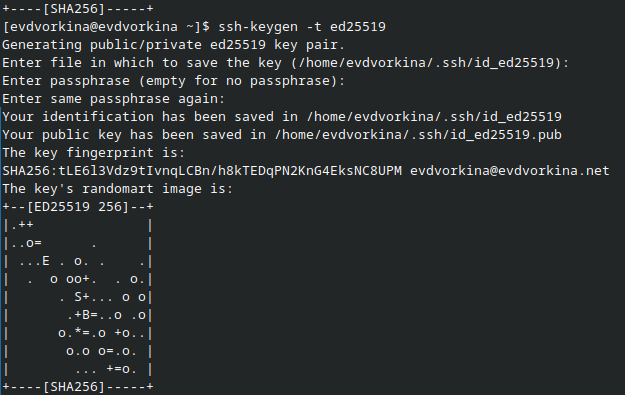 +----[SHA256]-----+
[evdvorkina@evdvorkina ~]$ ssh-keygen -t ed25519
Generating public/private ed25519 key pair.
Enter file in which to save the key (/home/evdvorkina/.ssh/id_ed25519):
Enter passphrase (empty for no passphrase):
Enter same passphrase again:
Your identification has been saved in /home/evdvorkina/.ssh/id_ed25519
Your public key has been saved in /home/evdvorkina/.ssh/id_ed25519.pub
The key fingerprint is:
SHA256:tLE6l3Vdz9tIvnqLCBn/h8kTEDqPN2KnG4EksNC8UPM evdvorkina@evdvorkina.net
The key's randomart image is:
+--[ED25519 256]--+
|.++              |
|..o=      .      |
| ...E . o. .    .|
|  .  o oo+.  . o.|
|      . S+... o o|
|       .+B=..o .o|
|      o.*=.o +o..|
|       o.o o=.o. |
|        ... +=o. |
+----[SHA256]-----+